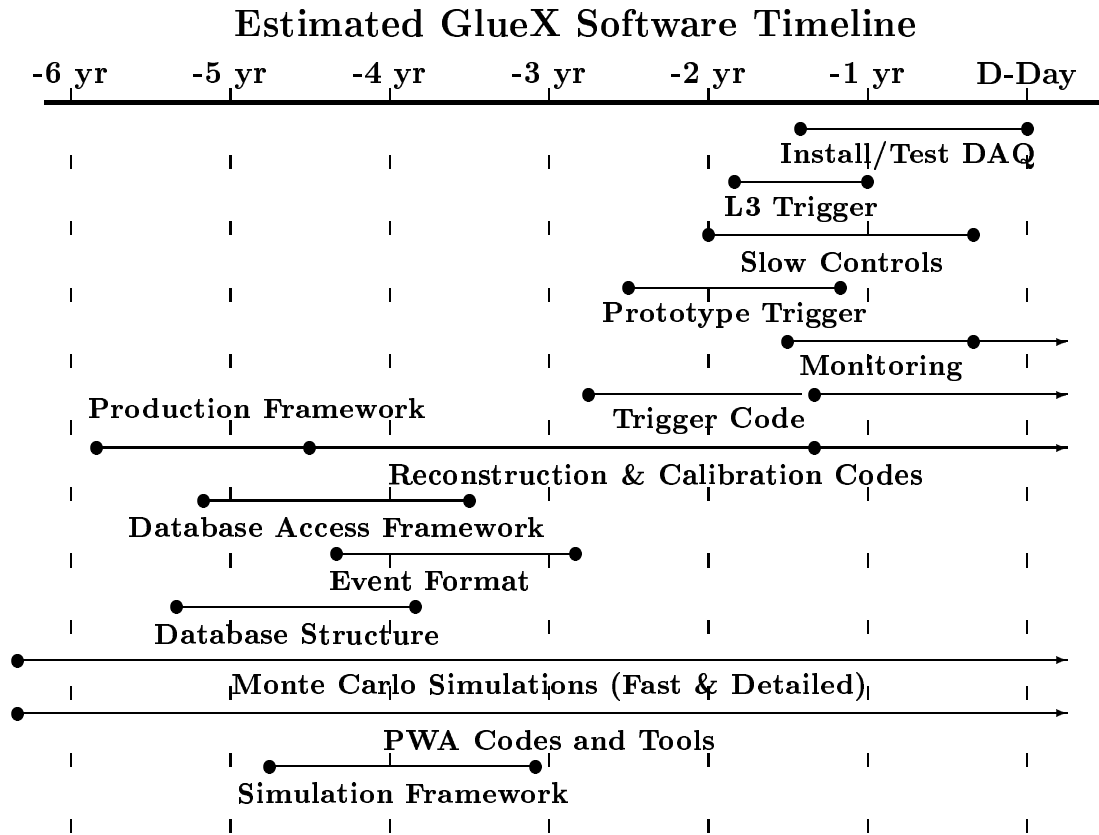 Estimated GlueX Software Timeline
-6 yr -5 yr -4 yr -3 yr -2 yr -1 yr D-Day
Install/Test DAQ
L3 Trigger
Slow Controls
Prototype Trigger
Monitoring
Production Framework
Trigger Code
Reconstruction & Calibration Codes
Database Access Framework
Event Format
Database Structure
Monte Carlo Simulations (Fast & Detailed)
PWA Codes and Tools
Simulation Framework